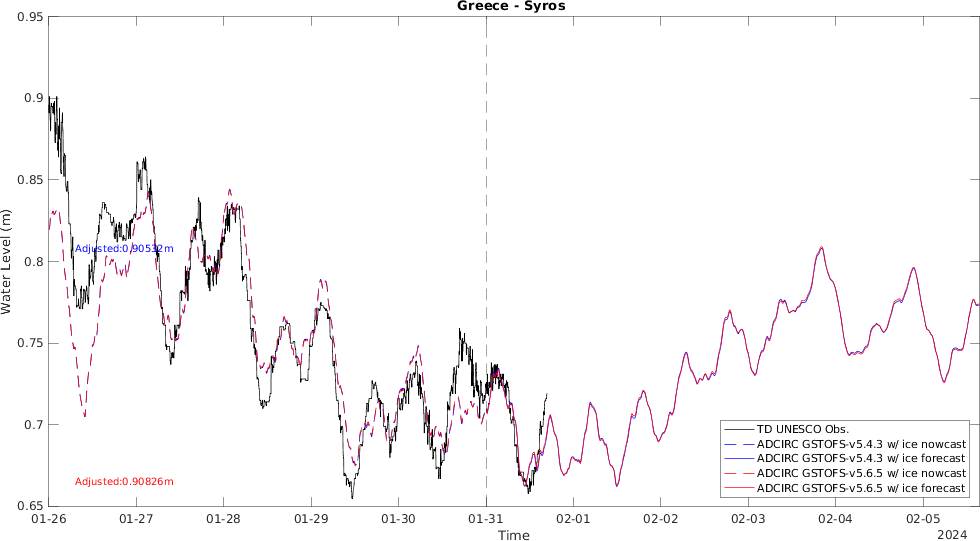 Greece - Syros
0.95
0.9
0.85
0.8
0.75
0.7
0.65
Water Level (m)
Adjusted:0.90532m
Adjusted:0.90826m
TD UNESCO Obs.
ADCIRC GSTOFS-v5.4.3 w/ ice nowcast
ADCIRC GSTOFS-v5.4.3 w/ ice forecast
ADCIRC GSTOFS-v5.6.5 w/ ice nowcast
ADCIRC GSTOFS-v5.6.5 w/ ice forecast
01-26 01-27 01-28 01-29 01-30 01-31 02-01 02-02 02-03 02-04 02-05
Time
2024